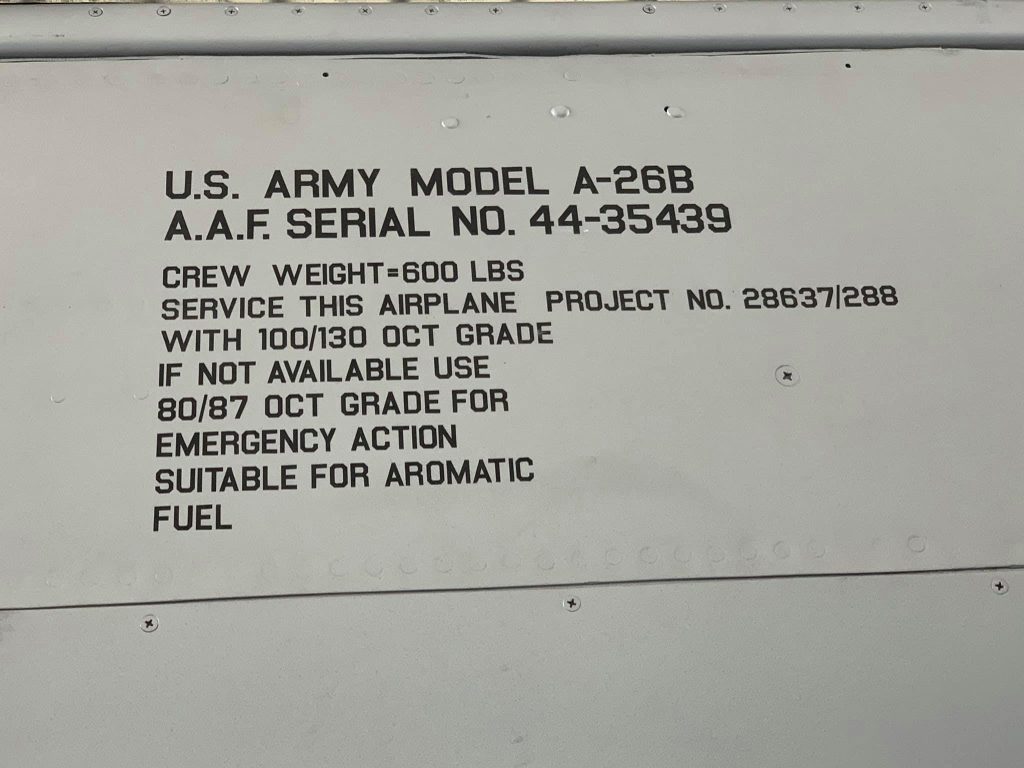 U.S. ARMY MODEL A-26B
A.A.F. SERIAL NO. 44-35439
CREW WEIGHT=600 LBS
SERVICE THIS AIRPLANE PROJECT NO. 28637/288
WITH 100/130 OCT GRADE
IF NOT AVAILABLE USE
80/87 OCT GRADE FOR
EMERGENCY ACTION
SUITABLE FOR AROMATIC
FUEL